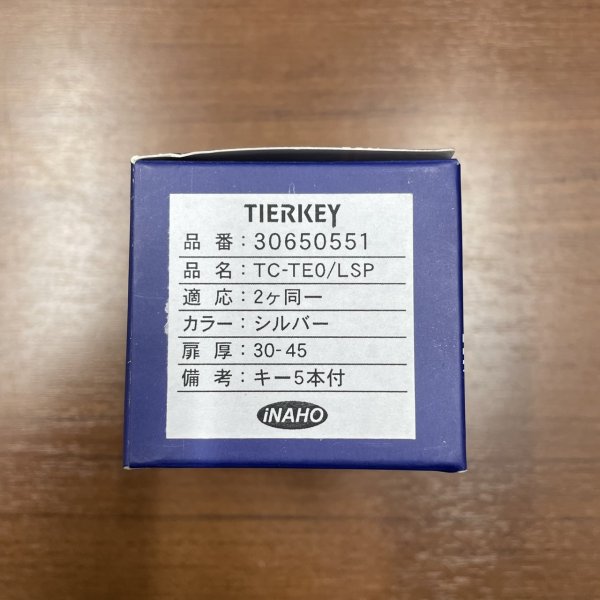 TIERKEY
品番：30650551
品名：TC-TE0/LSP
適応：2ヶ同一
カラー：シルバー
扉厚：30-45
備考：キー5本付
iNAHO